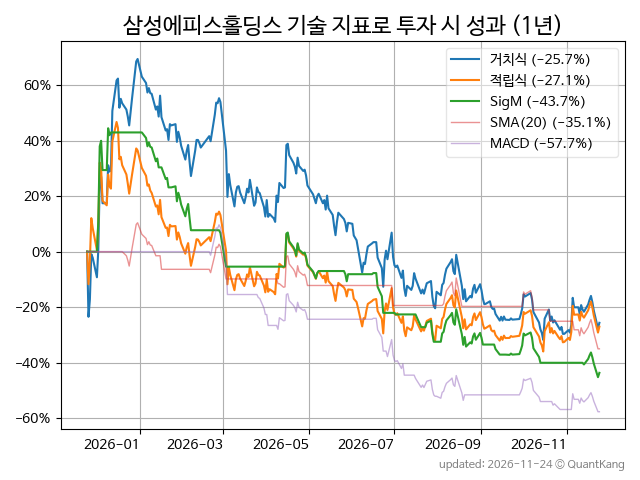 삼성에피스홀딩스 기술 지표로 투자 시 성과 (1년)
거치식 (−25.7%)
적립식 (−27.1%)
SigM (−43.7%)
SMA(20) (−35.1%)
MACD (−57.7%)
60%
40%
20%
0%
−20%
−40%
−60%
2026-01 2026-03 2026-05 2026-07 2026-09 2026-11
updated: 2026-11-24 © QuantKang